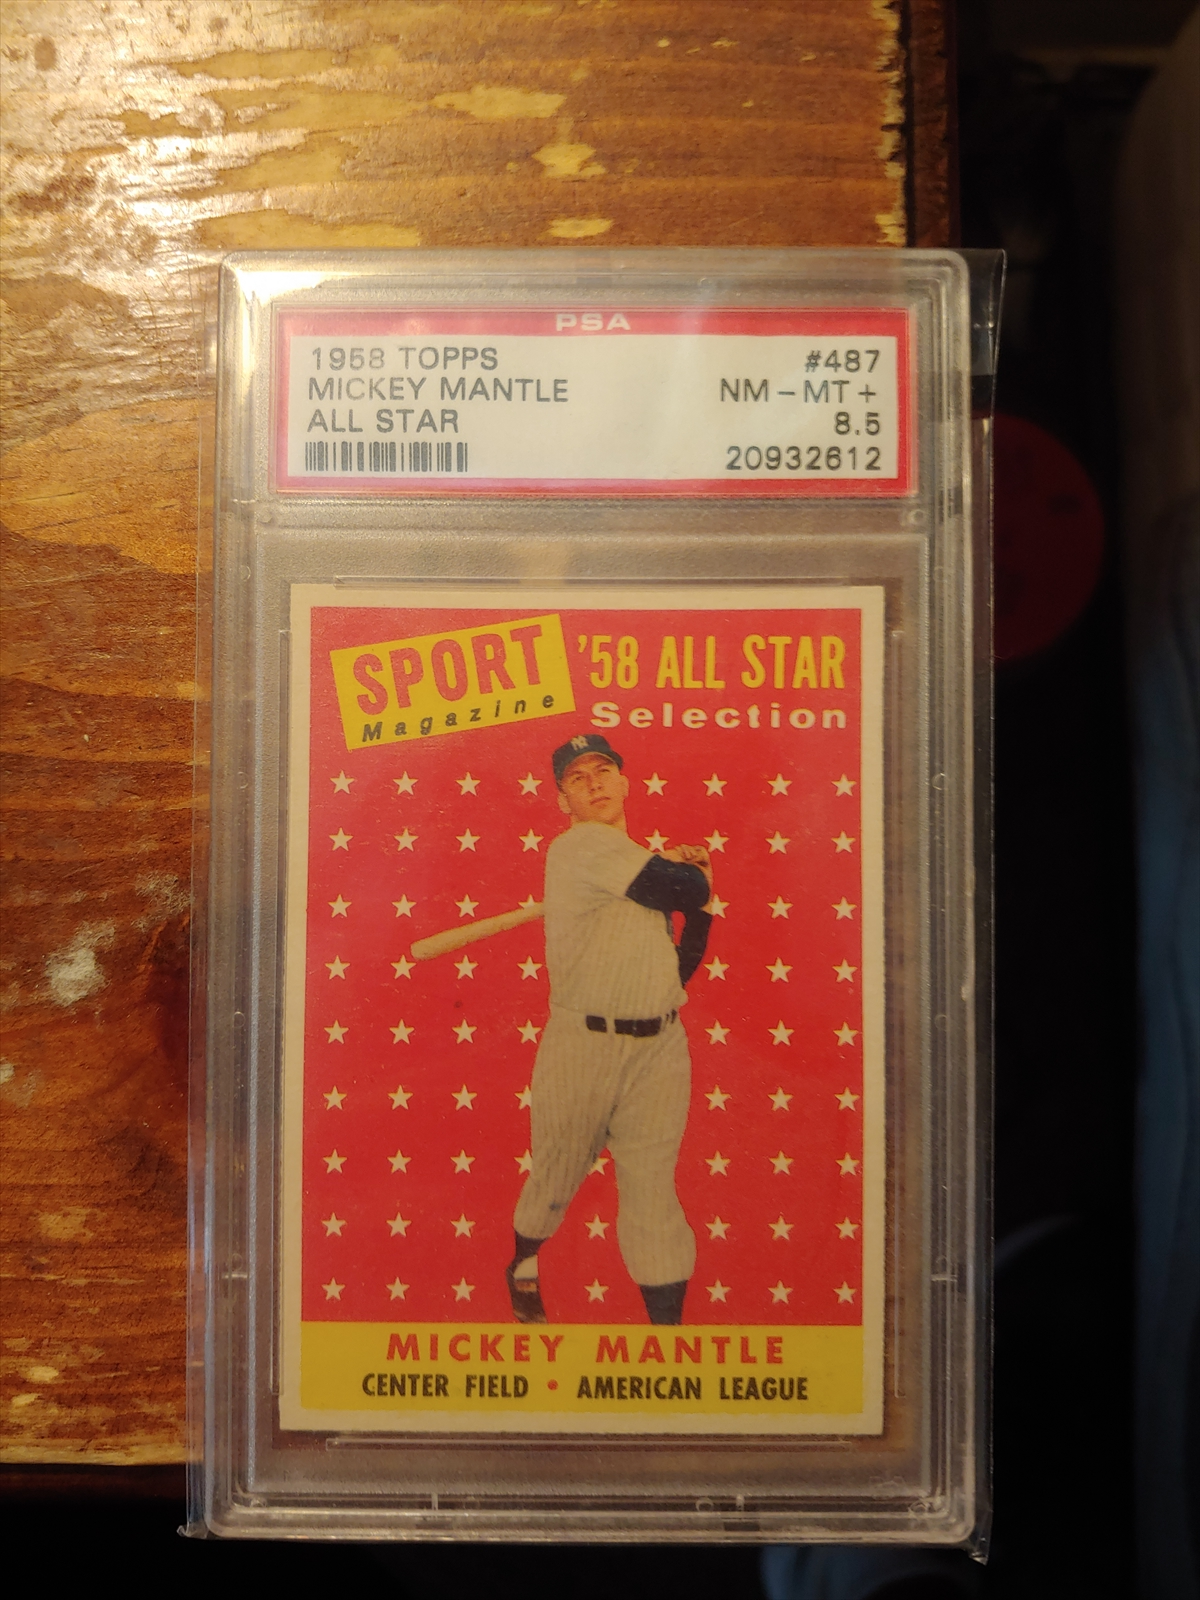 PSA
1958 TOPPS #487
MICKEY MANTLE NM - MT +
ALL STAR 8.5
20932612
SPORT '58 ALL STAR
Magazine Selection
NY
MICKEY MANTLE
CENTER FIELD • AMERICAN LEAGUE